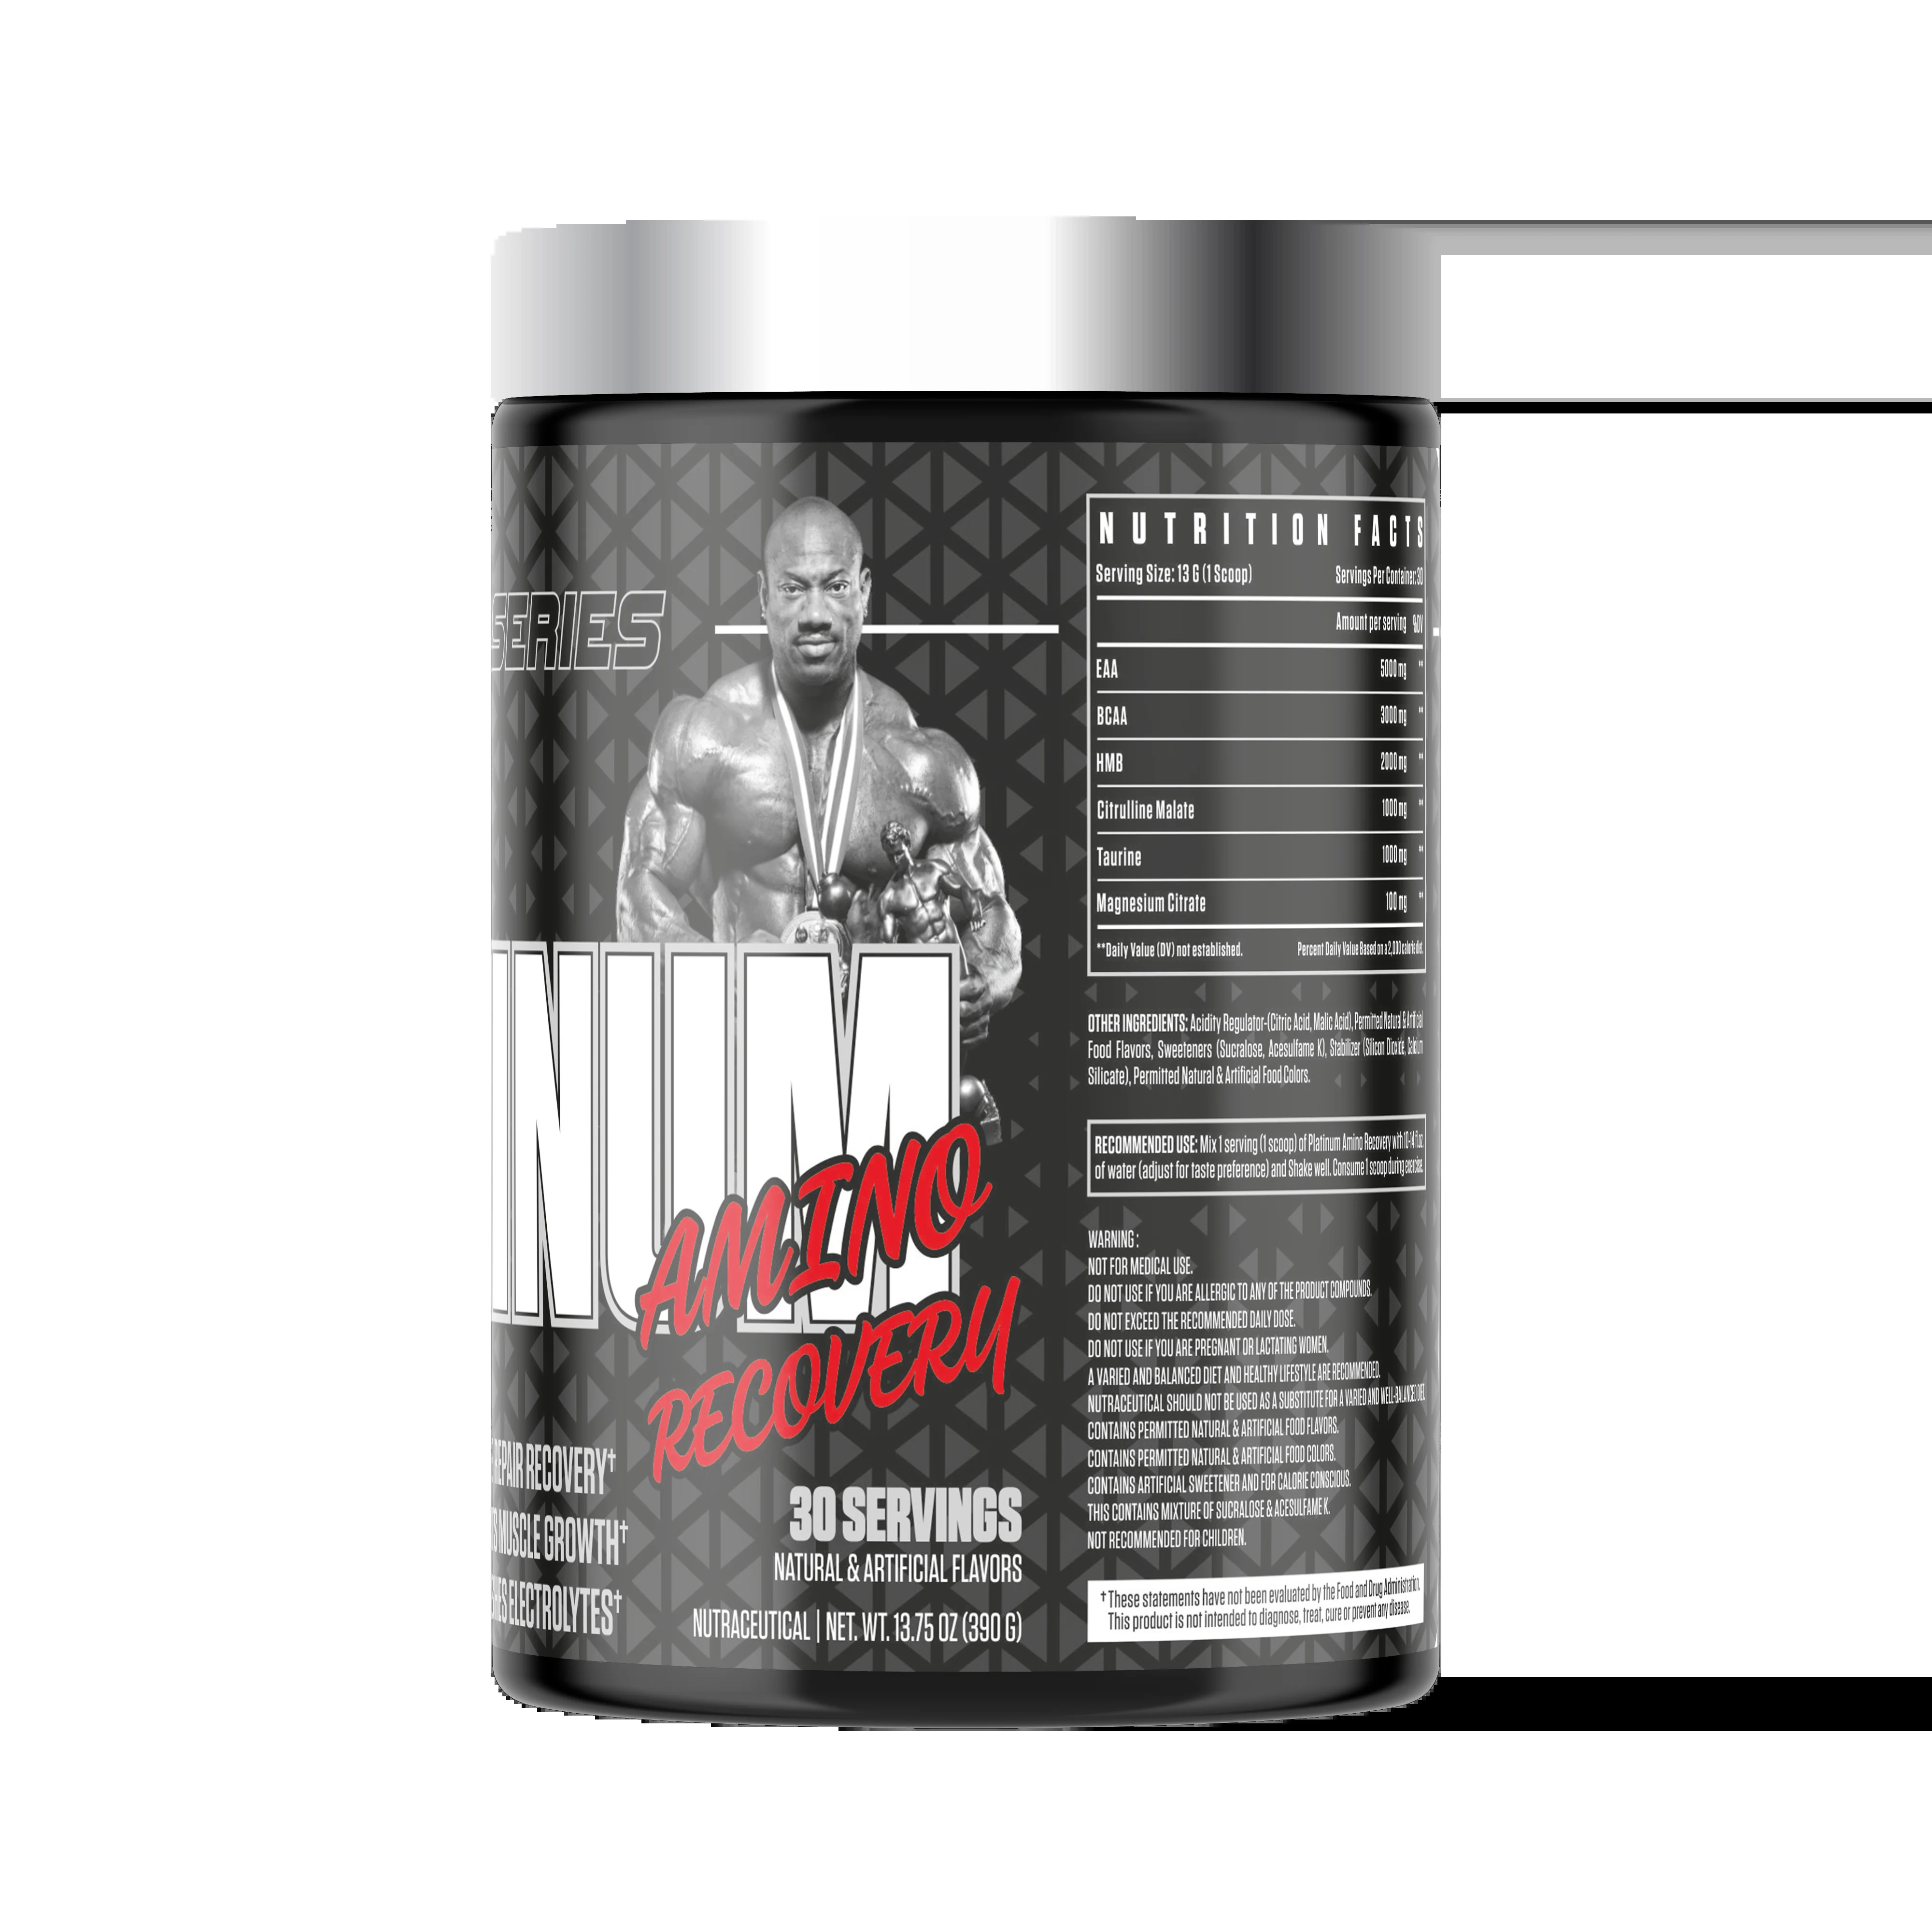 SERIES
INUM
AMINO
RECOVERY
REPAIR RECOVERY†
MUSCLE GROWTH†
ELECTROLYTES†
30 SERVINGS
NATURAL & ARTIFICIAL FLAVORS
NUTRACEUTICAL | NET. WT. 13.75 OZ (390 G)
NUTRITION FACTS
Serving Size: 13 G (1 Scoop) Servings Per Container: 30
Amount per serving %DV
EAA 5000 mg **
BCAA 3000 mg **
HMB 2000 mg **
Citrulline Malate 1000 mg **
Taurine 1000 mg **
Magnesium Citrate 100 mg **
**Daily Value (DV) not established. Percent Daily Value Based on a 2,000 calorie diet.
OTHER INGREDIENTS: Acidity Regulator-(Citric Acid, Malic Acid), Permitted Natural & Artificial
Food Flavors, Sweeteners (Sucralose, Acesulfame K), Stabilizer (Silicon Dioxide, Calcium
Silicate), Permitted Natural & Artificial Food Colors.
RECOMMENDED USE: Mix 1 serving (1 scoop) of Platinum Amino Recovery with 10-14 fl.oz
of water (adjust for taste preference) and Shake well. Consume 1 scoop during exercise.
WARNING :
NOT FOR MEDICAL USE.
DO NOT USE IF YOU ARE ALLERGIC TO ANY OF THE PRODUCT COMPOUNDS.
DO NOT EXCEED THE RECOMMENDED DAILY DOSE.
DO NOT USE IF YOU ARE PREGNANT OR LACTATING WOMEN.
A VARIED AND BALANCED DIET AND HEALTHY LIFESTYLE ARE RECOMMENDED.
NUTRACEUTICAL SHOULD NOT BE USED AS A SUBSTITUTE FOR A VARIED AND WELL-BALANCED DIET.
CONTAINS PERMITTED NATURAL & ARTIFICIAL FOOD FLAVORS.
CONTAINS PERMITTED NATURAL & ARTIFICIAL FOOD COLORS.
CONTAINS ARTIFICIAL SWEETENER AND FOR CALORIE CONSCIOUS.
THIS CONTAINS MIXTURE OF SUCRALOSE & ACESULFAME K.
NOT RECOMMENDED FOR CHILDREN.
†These statements have not been evaluated by the Food and Drug Administration.
This product is not intended to diagnose, treat, cure or prevent any disease.